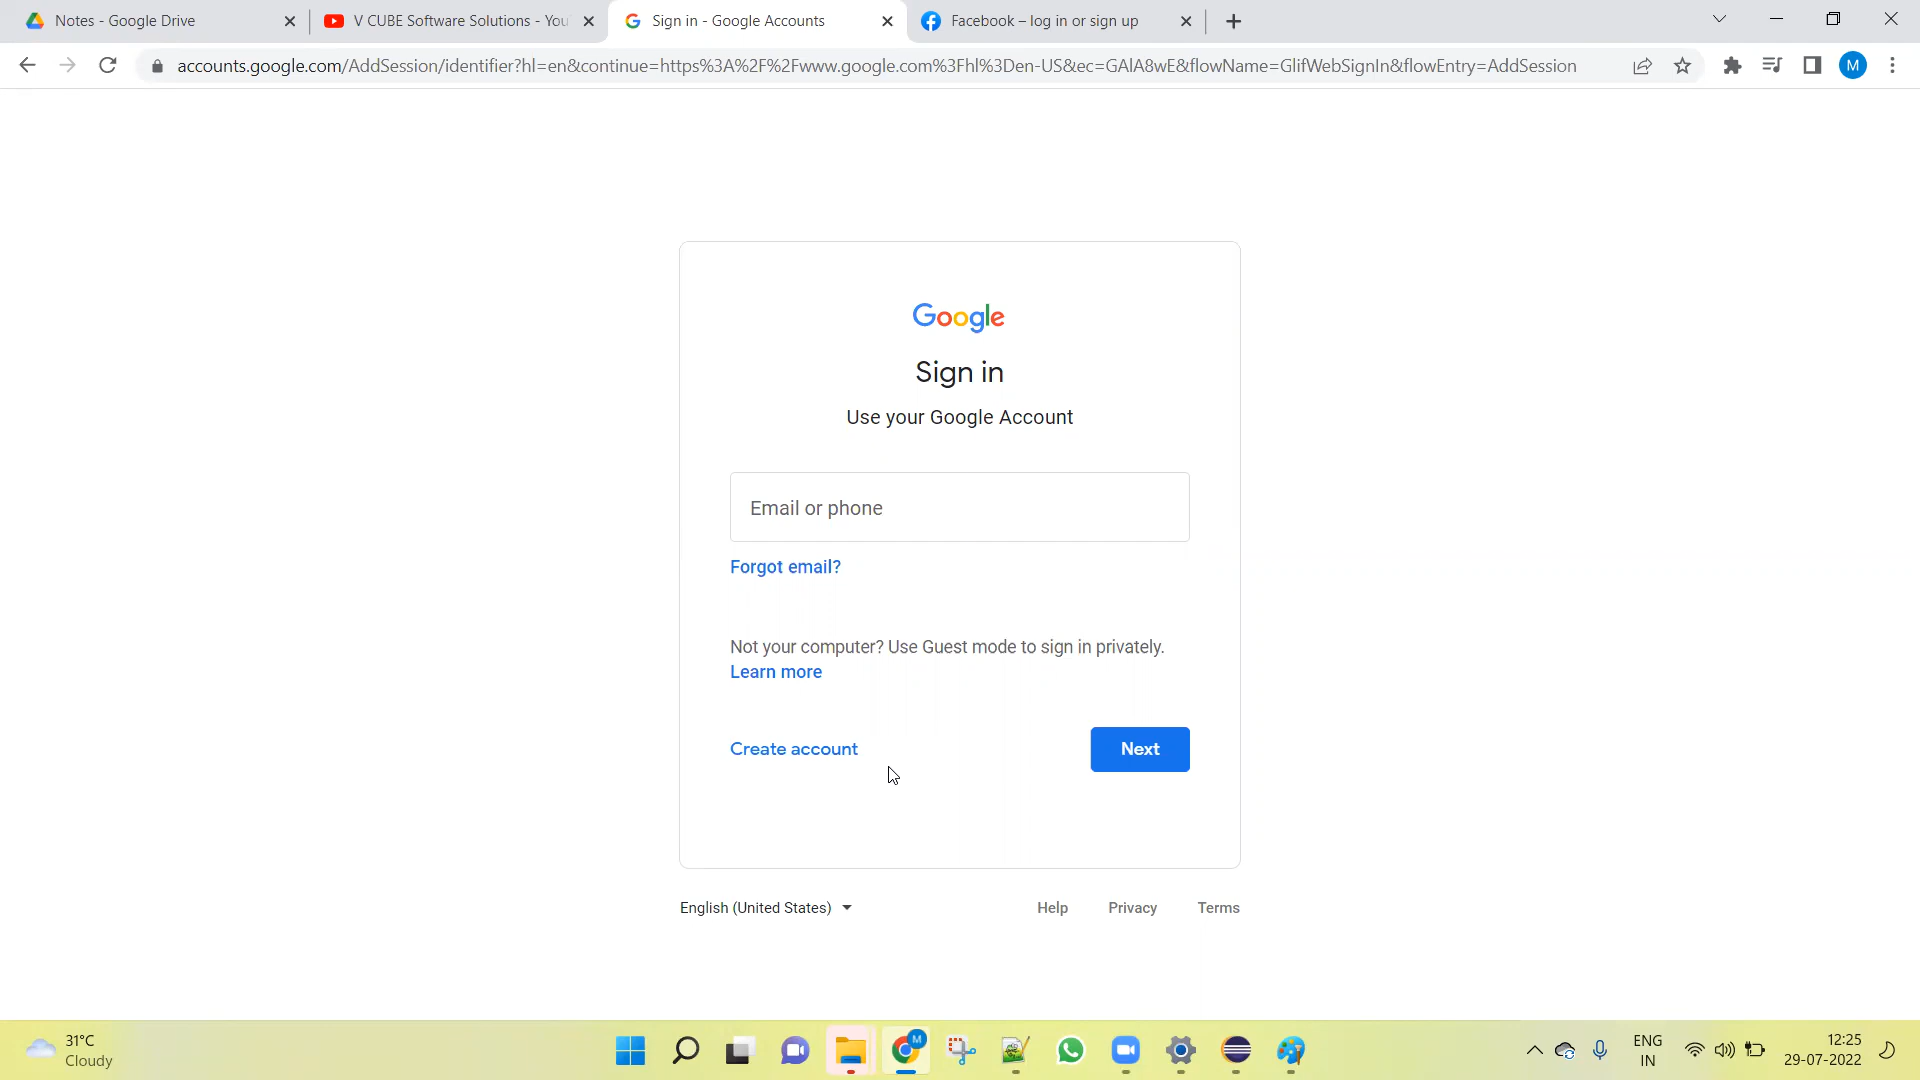 Notes - Google Drive
V CUBE Software Solutions - You
Sign in - Google Accounts
Facebook – log in or sign up
accounts.google.com/AddSession/identifier?hl=en&continue=https%3A%2F%2Fwww.google.com%3Fhl%3Den-US&ec=GAlA8wE&flowName=GlifWebSignIn&flowEntry=AddSession
M
Google
Sign in
Use your Google Account
Email or phone
Forgot email?
Not your computer? Use Guest mode to sign in privately.
Learn more
Create account
Next
English (United States)
Help
Privacy
Terms
31°C
Cloudy
M
ENG
IN
12:25
29-07-2022